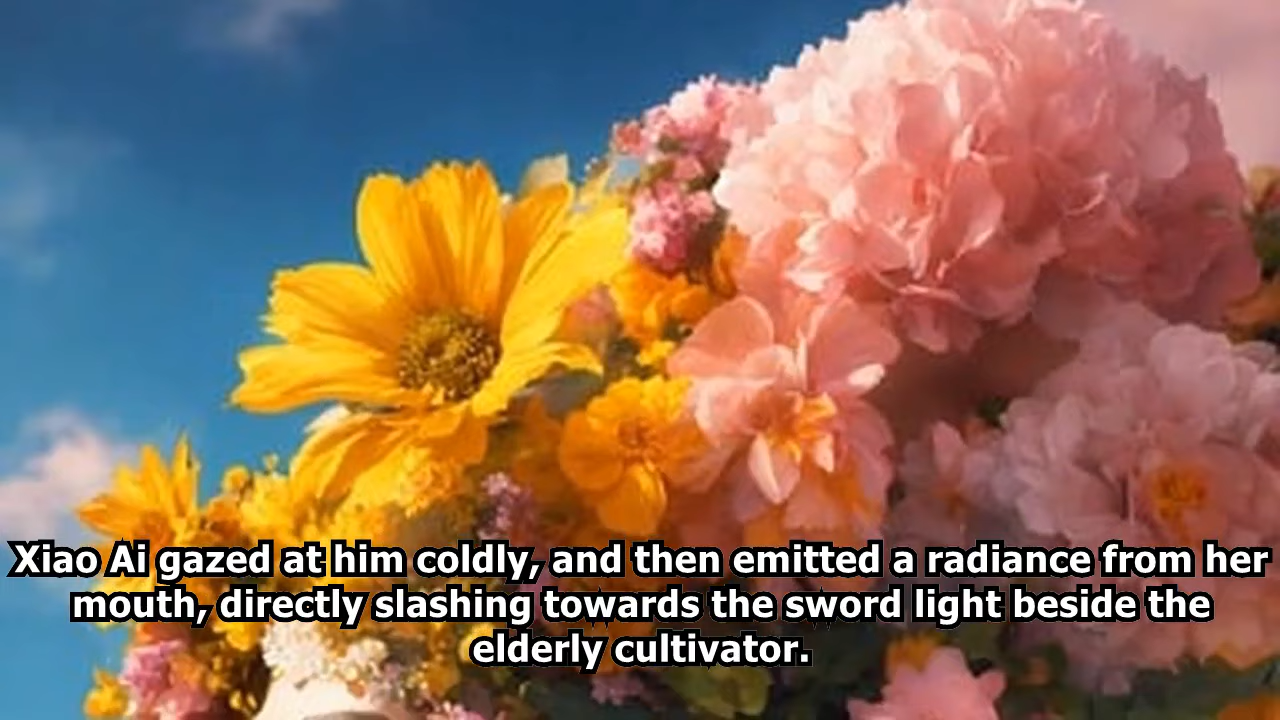 Xiao Ai gazed at him coldly, and then emitted a radiance from her
mouth, directly slashing towards the sword light beside the
elderly cultivator.